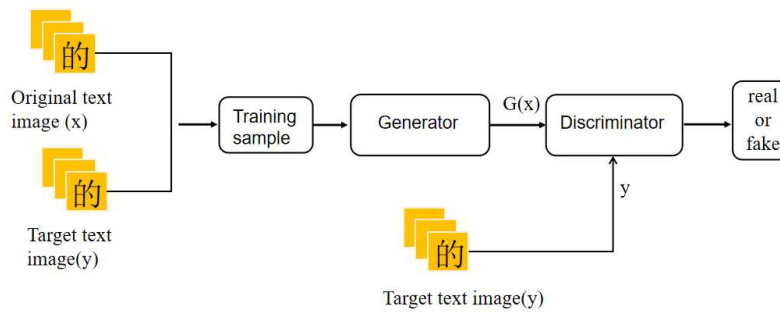 的
Original text
image (x)
的
Target text
image(y)
Training
sample
Generator
G(x)
Discriminator
real
or
fake
y
的
Target text image(y)